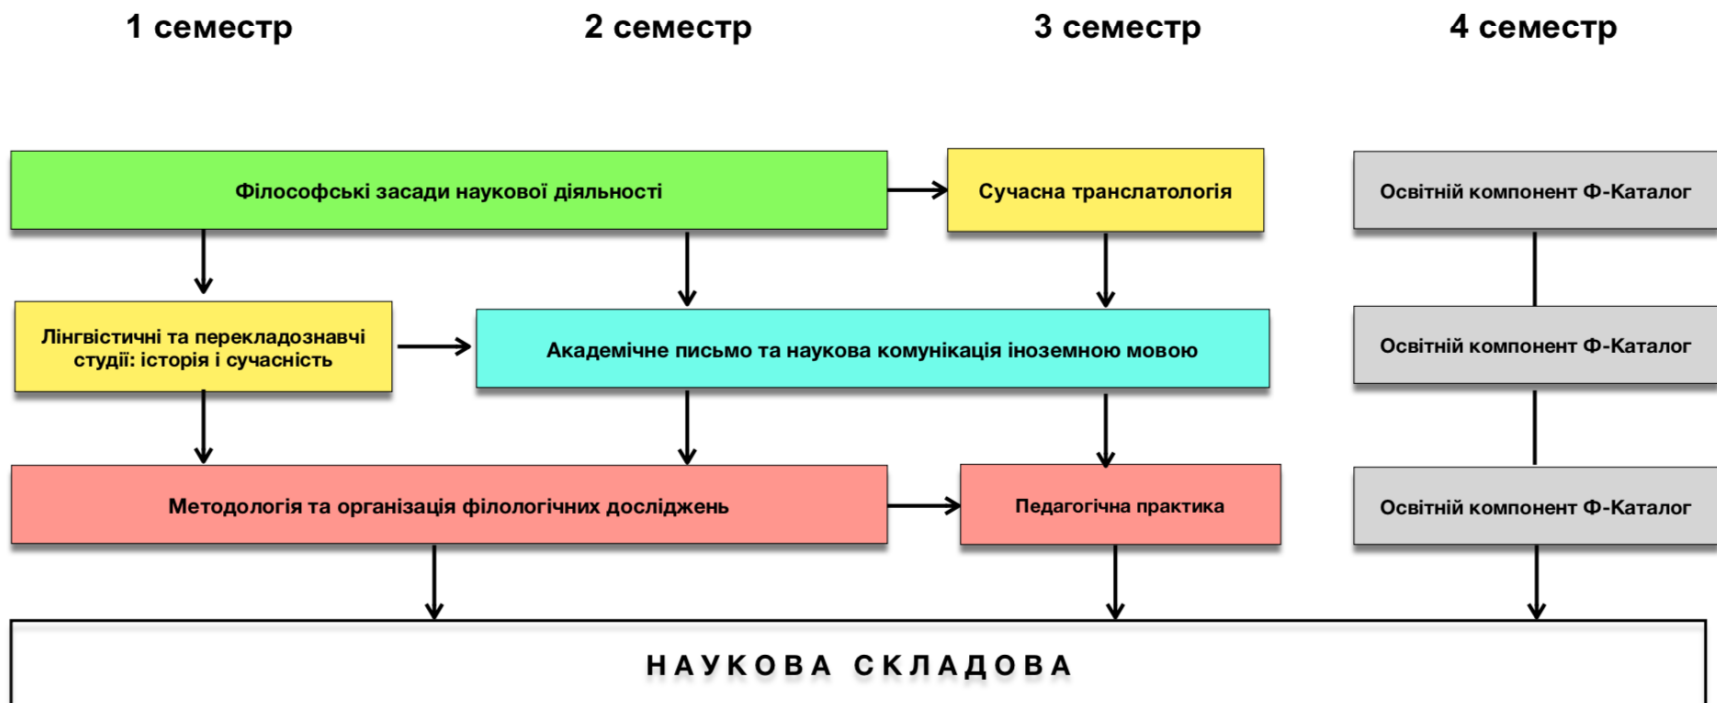 1 семестр
2 семестр
3 семестр
4 семестр
Філософські засади наукової діяльності
Сучасна транслатологія
Освітній компонент Ф-Каталог
Лінгвістичні та перекладознавчі
студії: історія і сучасність
Академічне письмо та наукова комунікація іноземною мовою
Освітній компонент Ф-Каталог
Методологія та організація філологічних досліджень
Педагогічна практика
Освітній компонент Ф-Каталог
НАУКОВА СКЛАДОВА